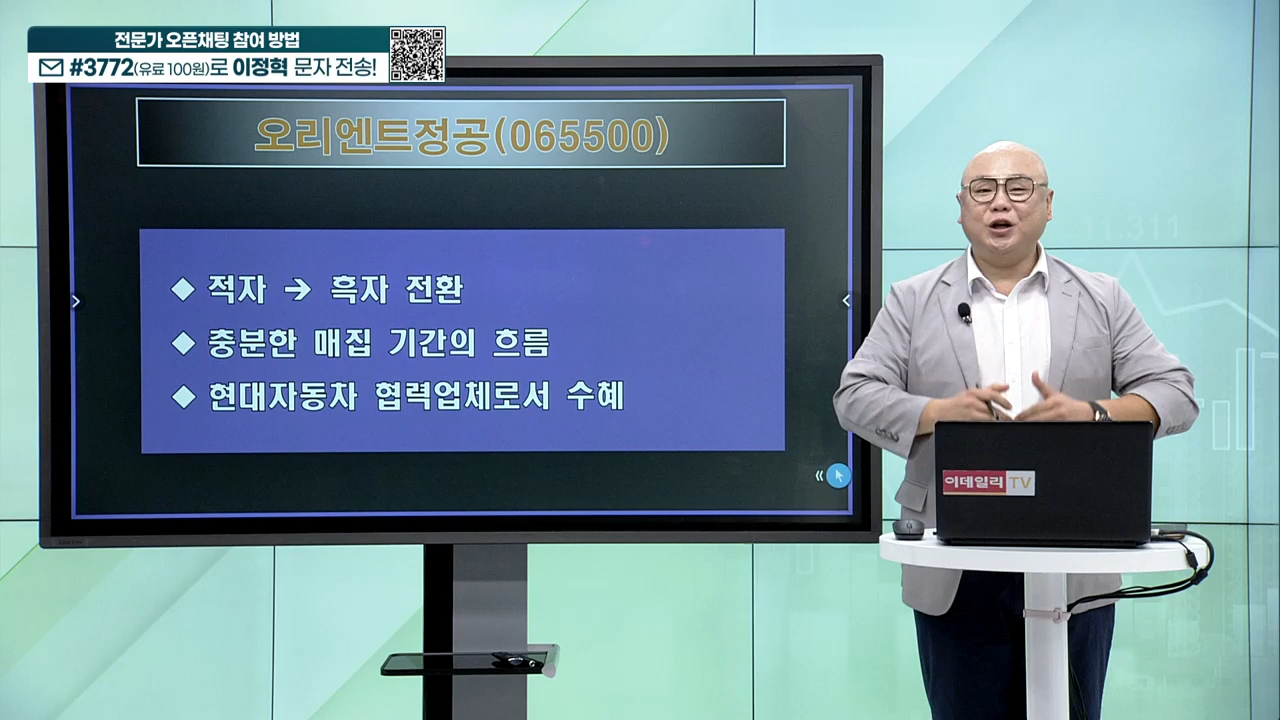 전문가 오픈채팅 참여 방법
#3772(유료 100원)로 이정혁 문자 전송!
오리엔트정공(065500)
◆ 적자 → 흑자 전환
◆ 충분한 매집 기간의 흐름
◆ 현대자동차 협력업체로서 수혜
이데일리 TV
11.311